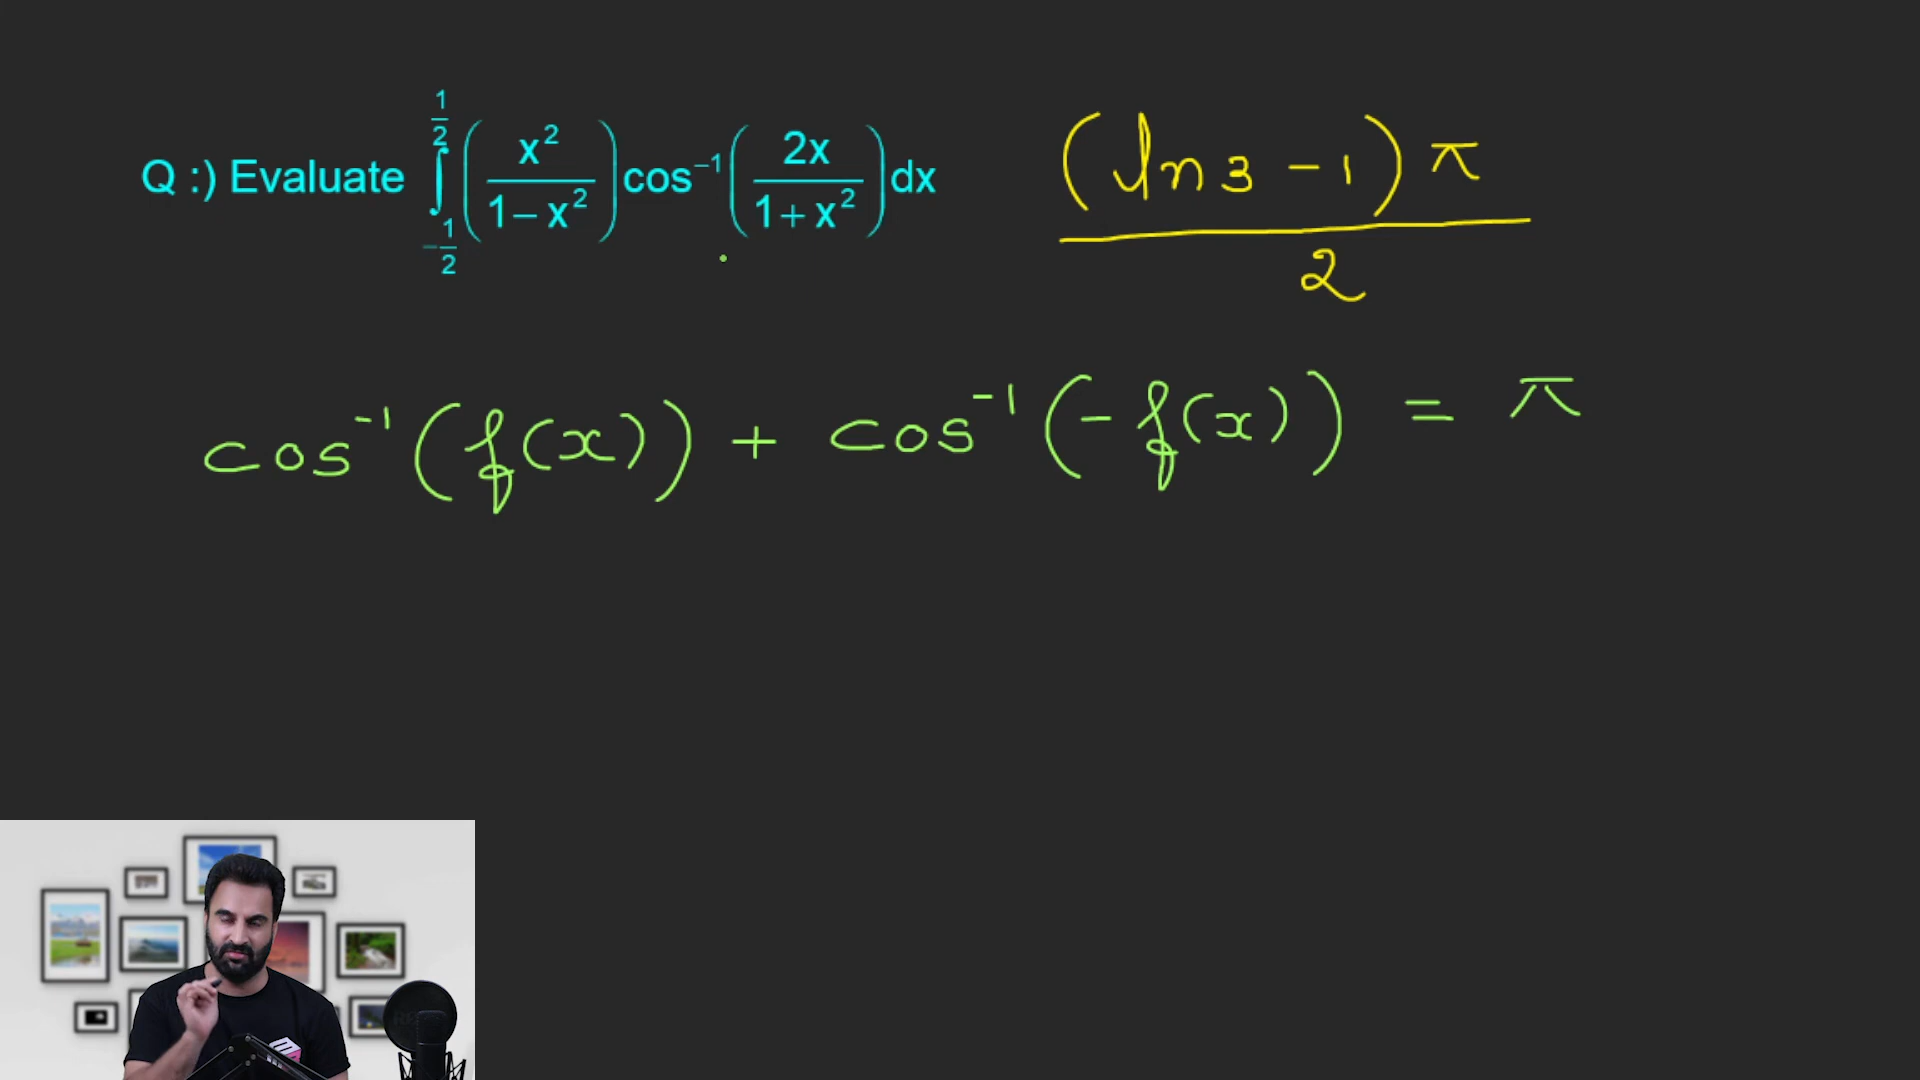 Q :) Evaluate ∫_{-1/2}^{1/2} (x²/(1−x²)) cos⁻¹(2x/(1+x²)) dx
(ln 3 − 1) π / 2
cos⁻¹(f(x)) + cos⁻¹(−f(x)) = π